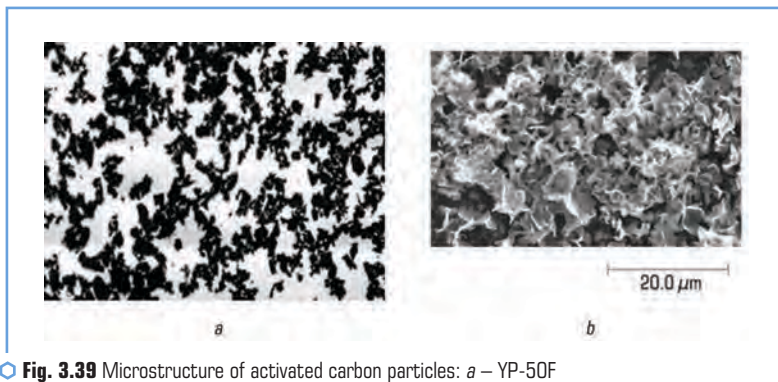 20.0 μm
a
b
Fig. 3.39 Microstructure of activated carbon particles: a – YP-50F